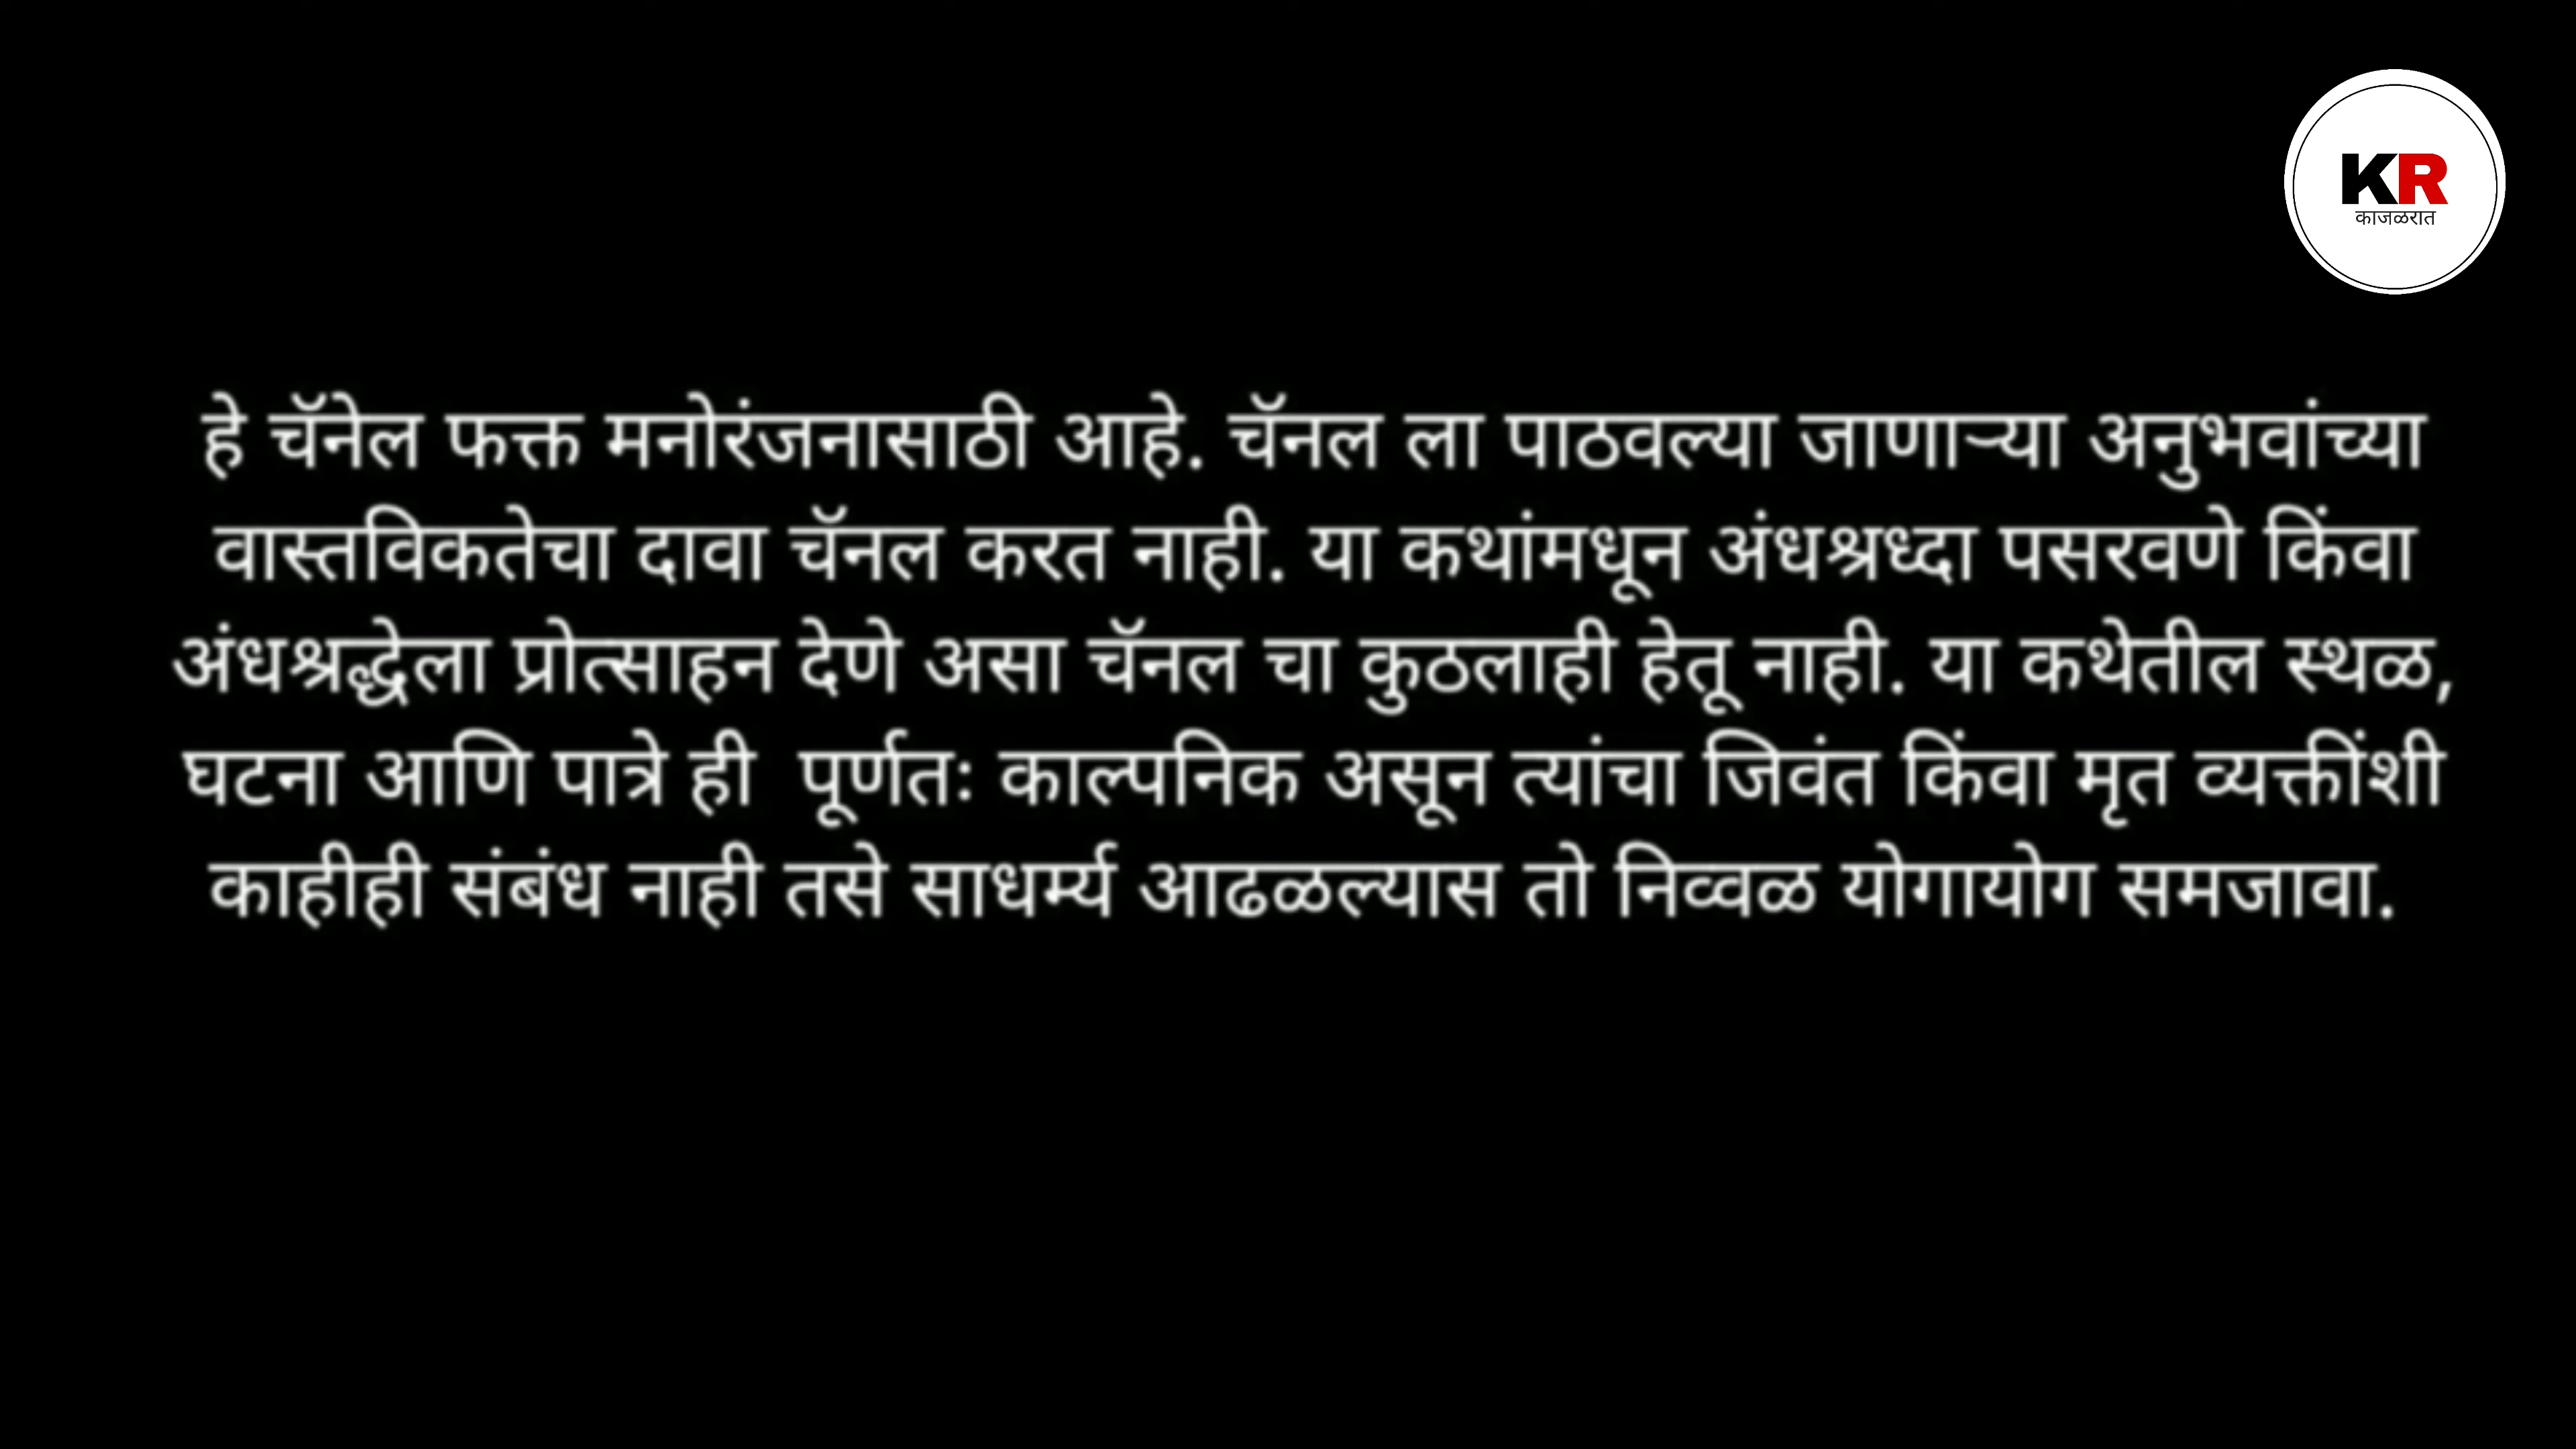 KR
काजळरात
हे चॅनेल फक्त मनोरंजनासाठी आहे. चॅनल ला पाठवल्या जाणाऱ्या अनुभवांच्या
वास्तविकतेचा दावा चॅनल करत नाही. या कथांमधून अंधश्रध्दा पसरवणे किंवा
अंधश्रद्धेला प्रोत्साहन देणे असा चॅनल चा कुठलाही हेतू नाही. या कथेतील स्थळ,
घटना आणि पात्रे ही  पूर्णतः काल्पनिक असून त्यांचा जिवंत किंवा मृत व्यक्तींशी
काहीही संबंध नाही तसे साधर्म्य आढळल्यास तो निव्वळ योगायोग समजावा.